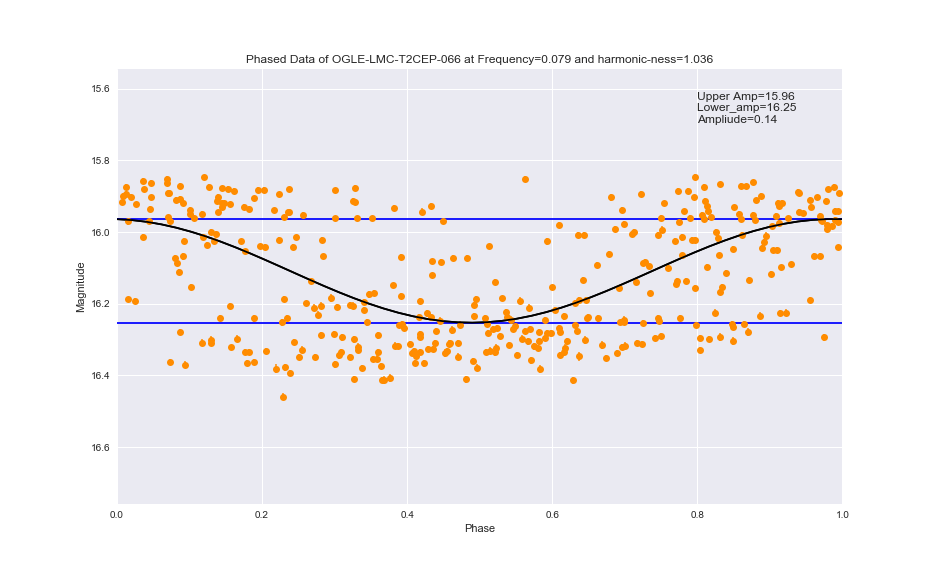 Phased Data of OGLE-LMC-T2CEP-066 at Frequency=0.079 and harmonic-ness=1.036
Upper Amp=15.96
Lower_amp=16.25
Ampliude=0.14
15.6
15.8
16.0
16.2
16.4
16.6
Magnitude
0.0 0.2 0.4 0.6 0.8 1.0
Phase